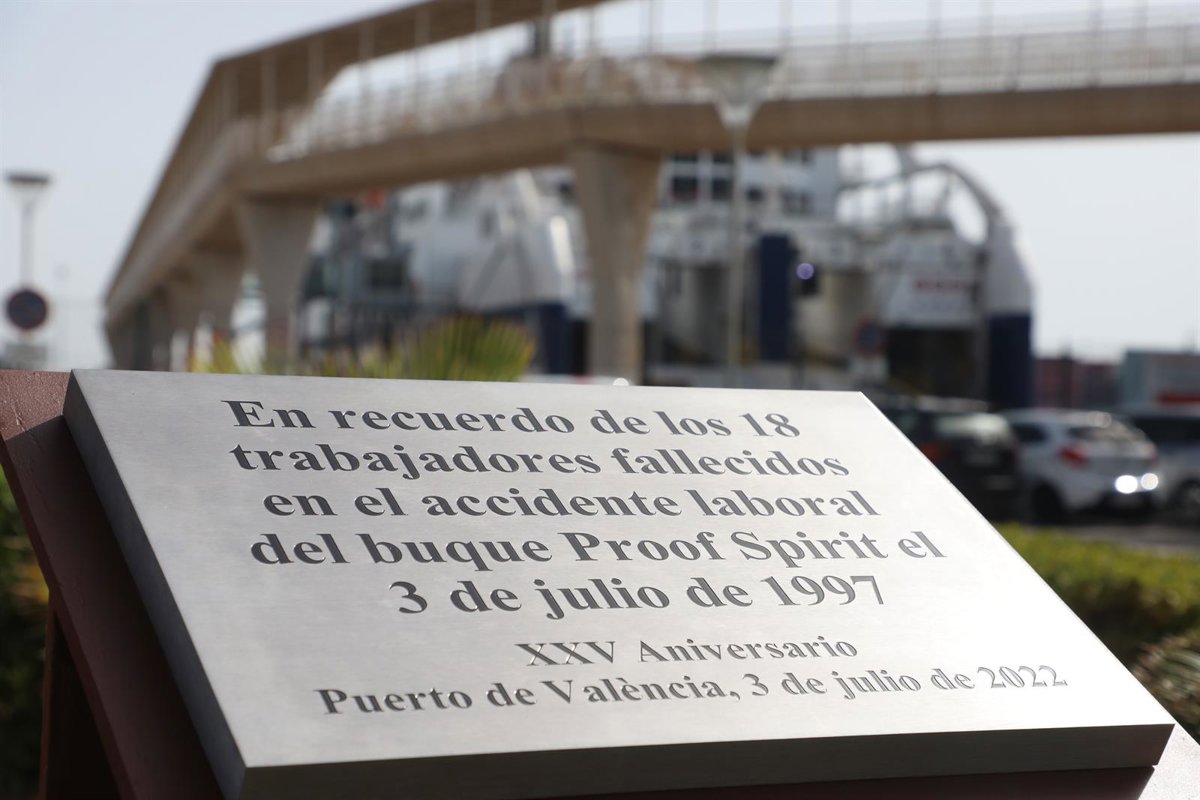 En recuerdo de los 18
trabajadores fallecidos
en el accidente laboral
del buque Proof Spirit el
3 de julio de 1997
XXV Aniversario
Puerto de València, 3 de julio de 2022